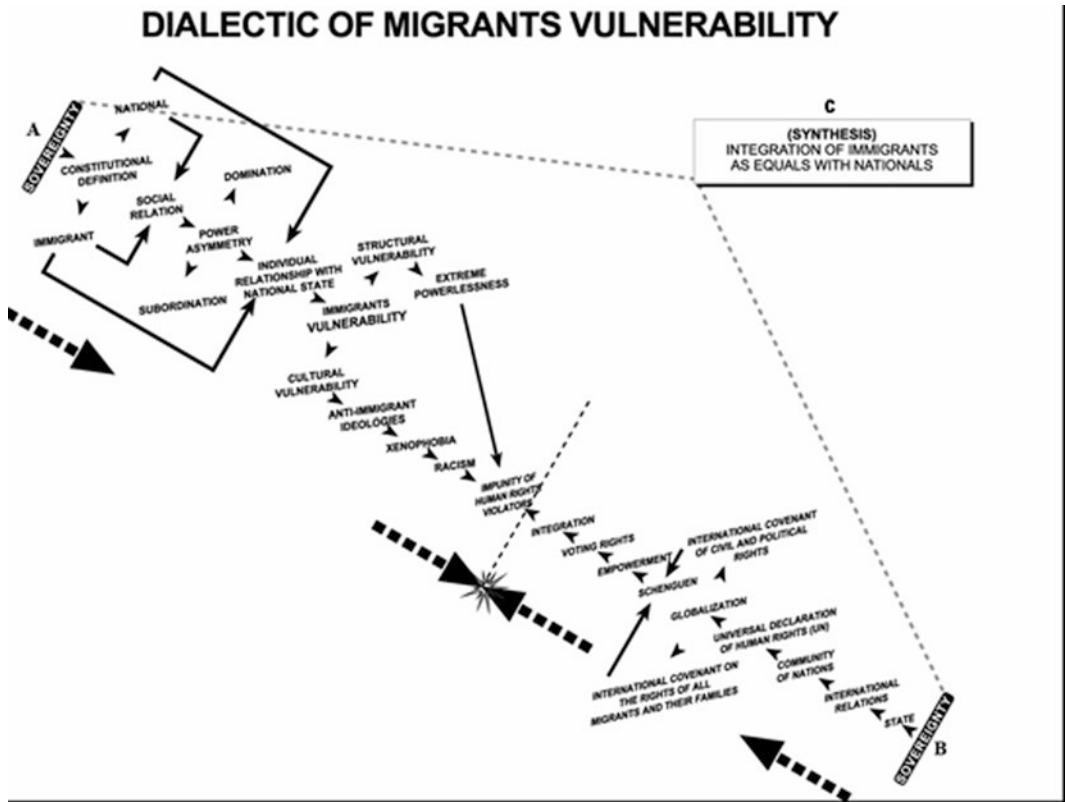 DIALECTIC OF MIGRANTS VULNERABILITY
A
SOVEREIGNTY
NATIONAL
CONSTITUTIONAL
DEFINITION
IMMIGRANT
SOCIAL
RELATION
DOMINATION
POWER
ASYMMETRY
SUBORDINATION
INDIVIDUAL
RELATIONSHIP WITH
NATIONAL STATE
STRUCTURAL
VULNERABILITY
EXTREME
POWERLESSNESS
IMMIGRANTS
VULNERABILITY
CULTURAL
VULNERABILITY
ANTI-IMMIGRANT
IDEOLOGIES
XENOPHOBIA
RACISM
IMPUNITY OF
HUMAN RIGHTS
VIOLATORS
C
(SYNTHESIS)
INTEGRATION OF IMMIGRANTS
AS EQUALS WITH NATIONALS
INTEGRATION
VOTING RIGHTS
EMPOWERMENT
SCHENGUEN
INTERNATIONAL COVENANT
OF CIVIL AND POLITICAL
RIGHTS
GLOBALIZATION
UNIVERSAL DECLARATION
OF HUMAN RIGHTS (UN)
INTERNATIONAL COVENANT ON
THE RIGHTS OF ALL
MIGRANTS AND THEIR FAMILIES
COMMUNITY
OF NATIONS
INTERNATIONAL
RELATIONS
STATE
SOVEREIGNTY
B